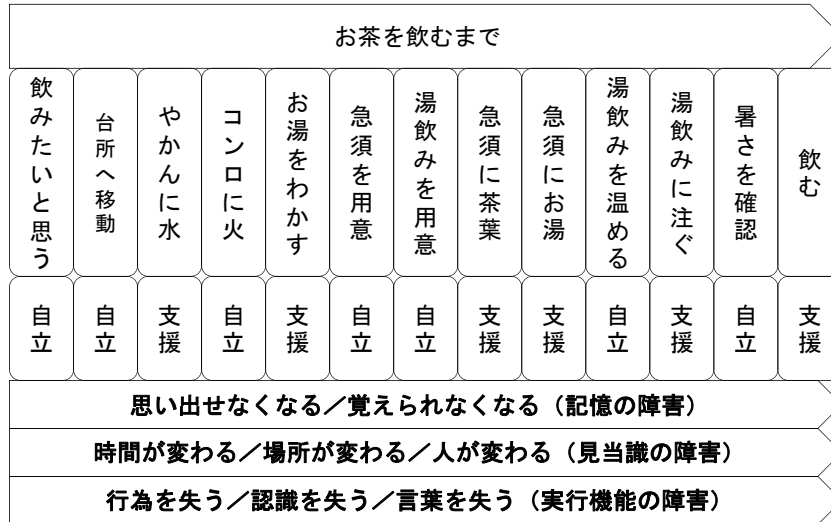 お茶を飲むまで
飲みたいと思う
台所へ移動
やかんに水
コンロに火
お湯をわかす
急須を用意
湯飲みを用意
急須に茶葉
急須にお湯
湯飲みを温める
湯飲みに注ぐ
暑さを確認
飲む
自立
自立
支援
自立
支援
自立
自立
支援
支援
自立
支援
自立
支援
思い出せなくなる／覚えられなくなる（記憶の障害）
時間が変わる／場所が変わる／人が変わる（見当識の障害）
行為を失う／認識を失う／言葉を失う（実行機能の障害）